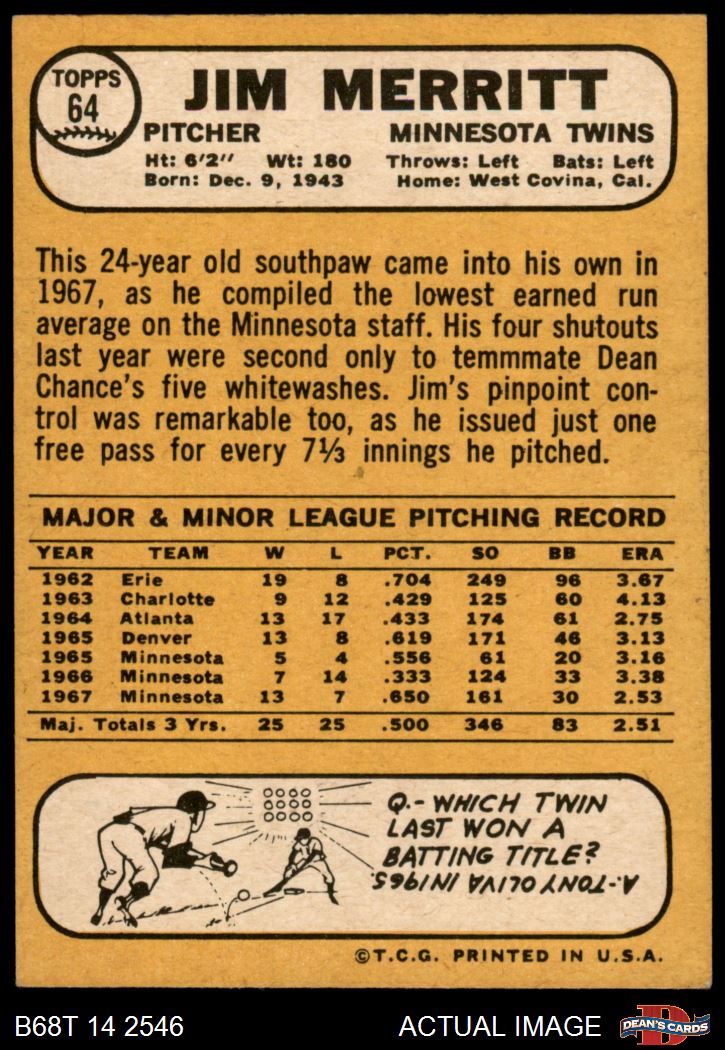 TOPPS
64
JIM MERRITT
PITCHER MINNESOTA TWINS
Ht: 6'2" Wt: 180 Throws: Left Bats: Left
Born: Dec. 9, 1943 Home: West Covina, Cal.
This 24-year old southpaw came into his own in
1967, as he compiled the lowest earned run
average on the Minnesota staff. His four shutouts
last year were second only to temmmate Dean
Chance's five whitewashes. Jim's pinpoint con-
trol was remarkable too, as he issued just one
free pass for every 7⅓ innings he pitched.
MAJOR & MINOR LEAGUE PITCHING RECORD
YEAR TEAM W L PCT. SO BB ERA
1962 Erie 19 8 .704 249 96 3.67
1963 Charlotte 9 12 .429 125 60 4.13
1964 Atlanta 13 17 .433 174 61 2.75
1965 Denver 13 8 .619 171 46 3.13
1965 Minnesota 5 4 .556 61 20 3.16
1966 Minnesota 7 14 .333 124 33 3.38
1967 Minnesota 13 7 .650 161 30 2.53
Maj. Totals 3 Yrs. 25 25 .500 346 83 2.51
Q.- WHICH TWIN
LAST WON A
BATTING TITLE?
A.- TONY OLIVA IN 1965
©T.C.G. PRINTED IN U.S.A.
B68T 14 2546 ACTUAL IMAGE DEAN'S CARDS